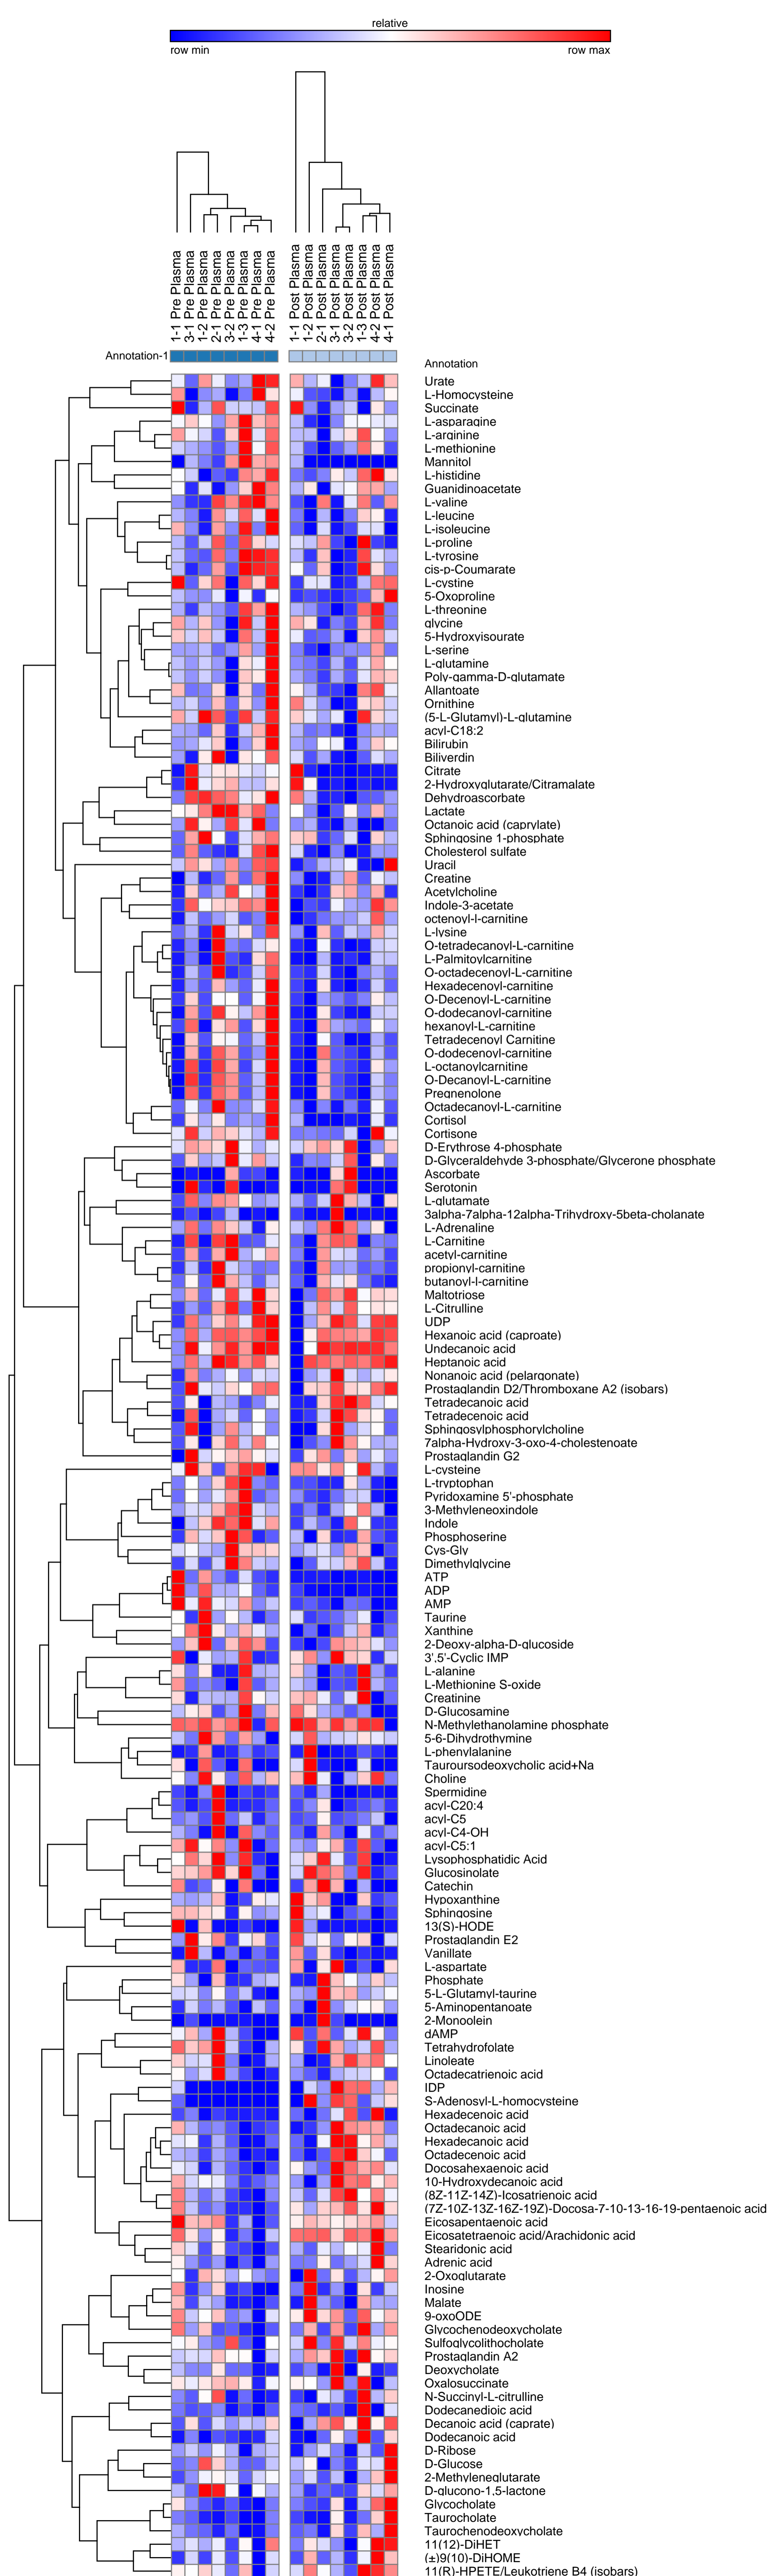 relative
row min row max
1-1 Pre Plasma
3-1 Pre Plasma
1-2 Pre Plasma
2-1 Pre Plasma
3-2 Pre Plasma
1-3 Pre Plasma
4-1 Pre Plasma
4-2 Pre Plasma
1-1 Post Plasma
1-2 Post Plasma
2-1 Post Plasma
3-1 Post Plasma
3-2 Post Plasma
1-3 Post Plasma
4-2 Post Plasma
4-1 Post Plasma
Annotation-1
Annotation
Urate
L-Homocysteine
Succinate
L-asparagine
L-arginine
L-methionine
Mannitol
L-histidine
Guanidinoacetate
L-valine
L-leucine
L-isoleucine
L-proline
L-tyrosine
cis-p-Coumarate
L-cystine
5-Oxoproline
L-threonine
glycine
5-Hydroxyisourate
L-serine
L-glutamine
Poly-gamma-D-glutamate
Allantoate
Ornithine
(5-L-Glutamyl)-L-glutamine
acyl-C18:2
Bilirubin
Biliverdin
Citrate
2-Hydroxyglutarate/Citramalate
Dehydroascorbate
Lactate
Octanoic acid (caprylate)
Sphingosine 1-phosphate
Cholesterol sulfate
Uracil
Creatine
Acetylcholine
Indole-3-acetate
octenoyl-l-carnitine
L-lysine
O-tetradecanoyl-L-carnitine
L-Palmitoylcarnitine
O-octadecenoyl-L-carnitine
Hexadecenoyl-carnitine
O-Decenoyl-L-carnitine
O-dodecanoyl-carnitine
hexanoyl-L-carnitine
Tetradecenoyl Carnitine
O-dodecenoyl-carnitine
L-octanoylcarnitine
O-Decanoyl-L-carnitine
Pregnenolone
Octadecanoyl-L-carnitine
Cortisol
Cortisone
D-Erythrose 4-phosphate
D-Glyceraldehyde 3-phosphate/Glycerone phosphate
Ascorbate
Serotonin
L-glutamate
3alpha-7alpha-12alpha-Trihydroxy-5beta-cholanate
L-Adrenaline
L-Carnitine
acetyl-carnitine
propionyl-carnitine
butanoyl-l-carnitine
Maltotriose
L-Citrulline
UDP
Hexanoic acid (caproate)
Undecanoic acid
Heptanoic acid
Nonanoic acid (pelargonate)
Prostaglandin D2/Thromboxane A2 (isobars)
Tetradecanoic acid
Tetradecenoic acid
Sphingosylphosphorylcholine
7alpha-Hydroxy-3-oxo-4-cholestenoate
Prostaglandin G2
L-cysteine
L-tryptophan
Pyridoxamine 5'-phosphate
3-Methyleneoxindole
Indole
Phosphoserine
Cys-Gly
Dimethylglycine
ATP
ADP
AMP
Taurine
Xanthine
2-Deoxy-alpha-D-glucoside
3',5'-Cyclic IMP
L-alanine
L-Methionine S-oxide
Creatinine
D-Glucosamine
N-Methylethanolamine phosphate
5-6-Dihydrothymine
L-phenylalanine
Tauroursodeoxycholic acid+Na
Choline
Spermidine
acyl-C20:4
acyl-C5
acyl-C4-OH
acyl-C5:1
Lysophosphatidic Acid
Glucosinolate
Catechin
Hypoxanthine
Sphingosine
13(S)-HODE
Prostaglandin E2
Vanillate
L-aspartate
Phosphate
5-L-Glutamyl-taurine
5-Aminopentanoate
2-Monoolein
dAMP
Tetrahydrofolate
Linoleate
Octadecatrienoic acid
IDP
S-Adenosyl-L-homocysteine
Hexadecenoic acid
Octadecanoic acid
Hexadecanoic acid
Octadecenoic acid
Docosahexaenoic acid
10-Hydroxydecanoic acid
(8Z-11Z-14Z)-Icosatrienoic acid
(7Z-10Z-13Z-16Z-19Z)-Docosa-7-10-13-16-19-pentaenoic acid
Eicosapentaenoic acid
Eicosatetraenoic acid/Arachidonic acid
Stearidonic acid
Adrenic acid
2-Oxoglutarate
Inosine
Malate
9-oxoODE
Glycochenodeoxycholate
Sulfoglycolithocholate
Prostaglandin A2
Deoxycholate
Oxalosuccinate
N-Succinyl-L-citrulline
Dodecanedioic acid
Decanoic acid (caprate)
Dodecanoic acid
D-Ribose
D-Glucose
2-Methyleneglutarate
D-glucono-1,5-lactone
Glycocholate
Taurocholate
Taurochenodeoxycholate
11(12)-DiHET
(±)9(10)-DiHOME
11(R)-HPETE/Leukotriene B4 (isobars)